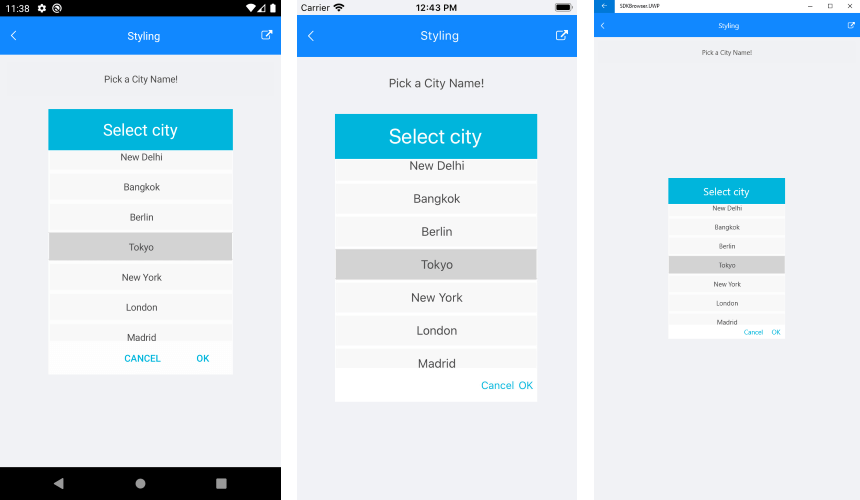 11:38
Styling
Pick a City Name!
Select city
New Delhi
Bangkok
Berlin
Tokyo
New York
London
Madrid
CANCEL OK
Carrier 12:43 PM
Styling
Pick a City Name!
Select city
New Delhi
Bangkok
Berlin
Tokyo
New York
London
Madrid
Cancel OK
SDKBrowser.UWP
Styling
Pick a City Name!
Select city
New Delhi
Bangkok
Berlin
Tokyo
New York
London
Madrid
Cancel OK